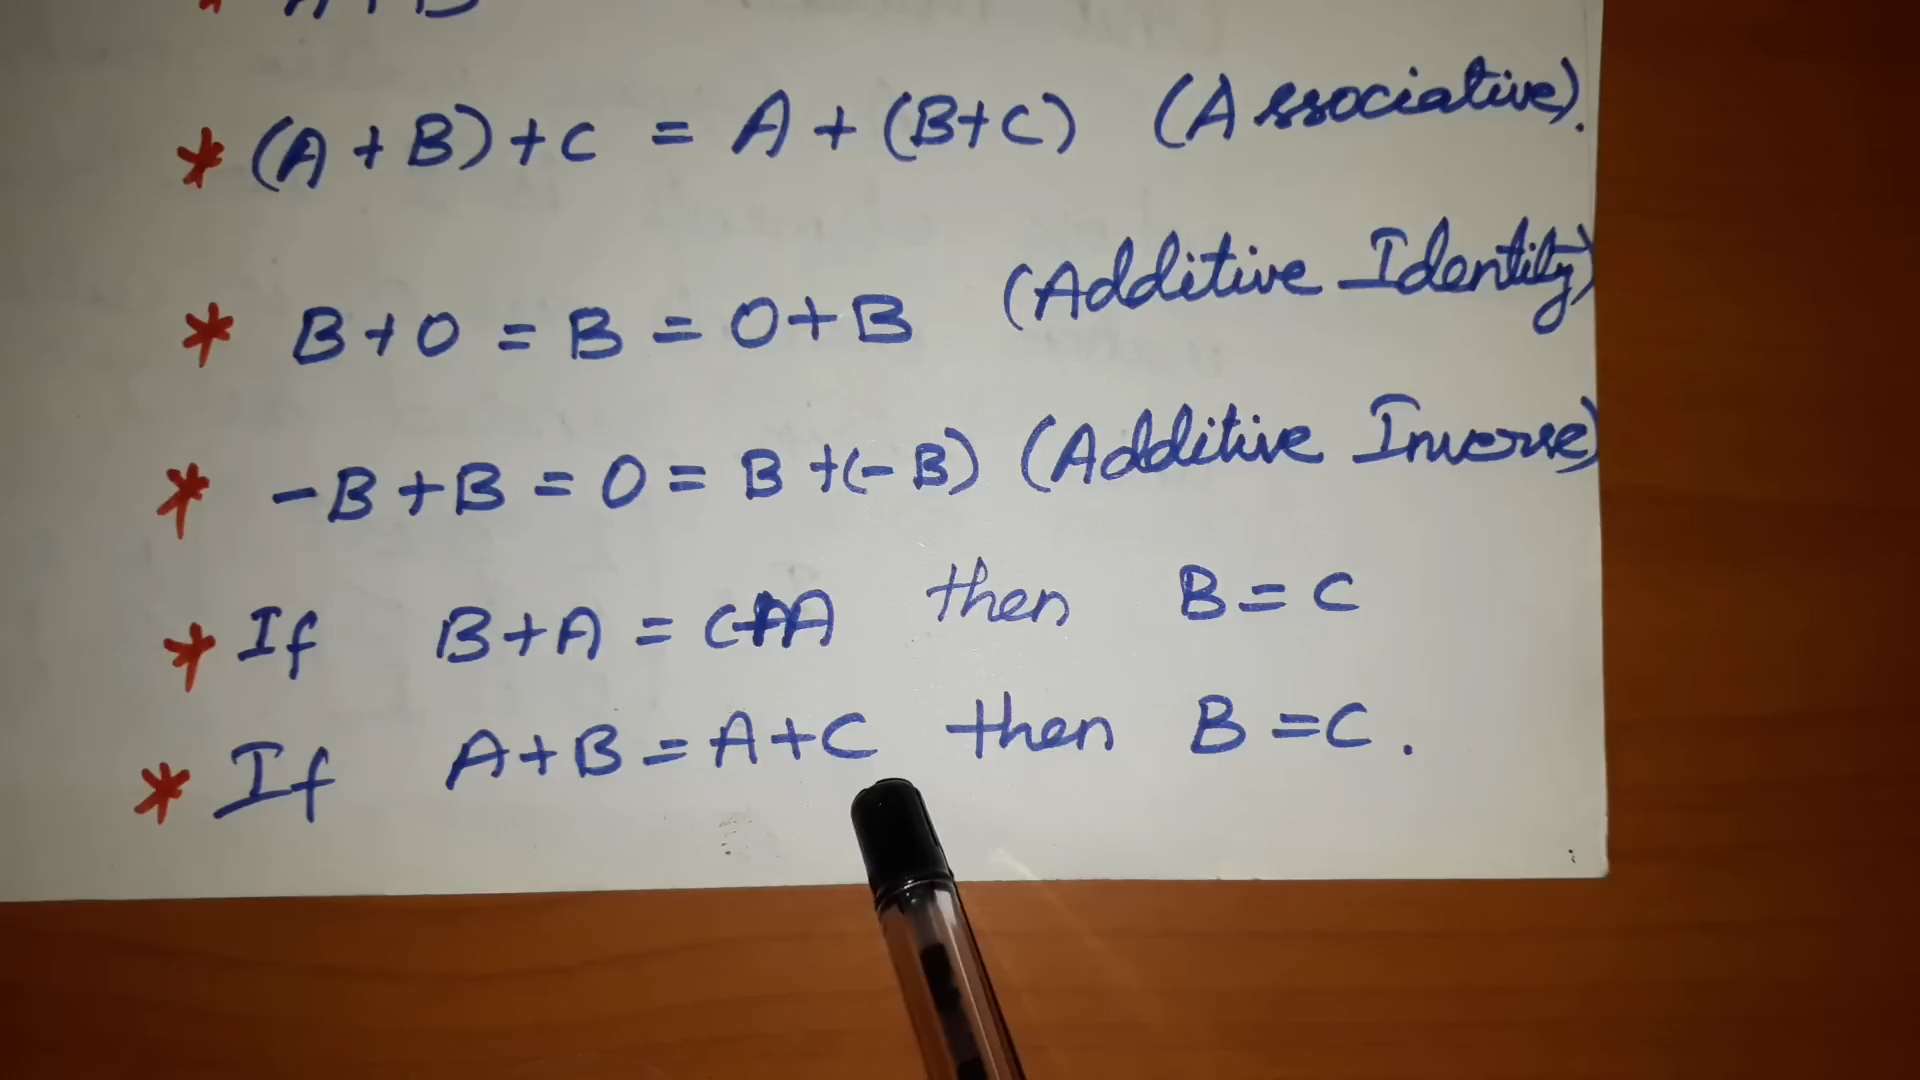 * A+B
* (A+B)+C = A+(B+C) (Associative).
* B+0 = B = 0+B (Additive Identity)
* -B+B = 0 = B+(-B) (Additive Inverse)
* If B+A = C+A then B=C
* If A+B=A+C then B=C.